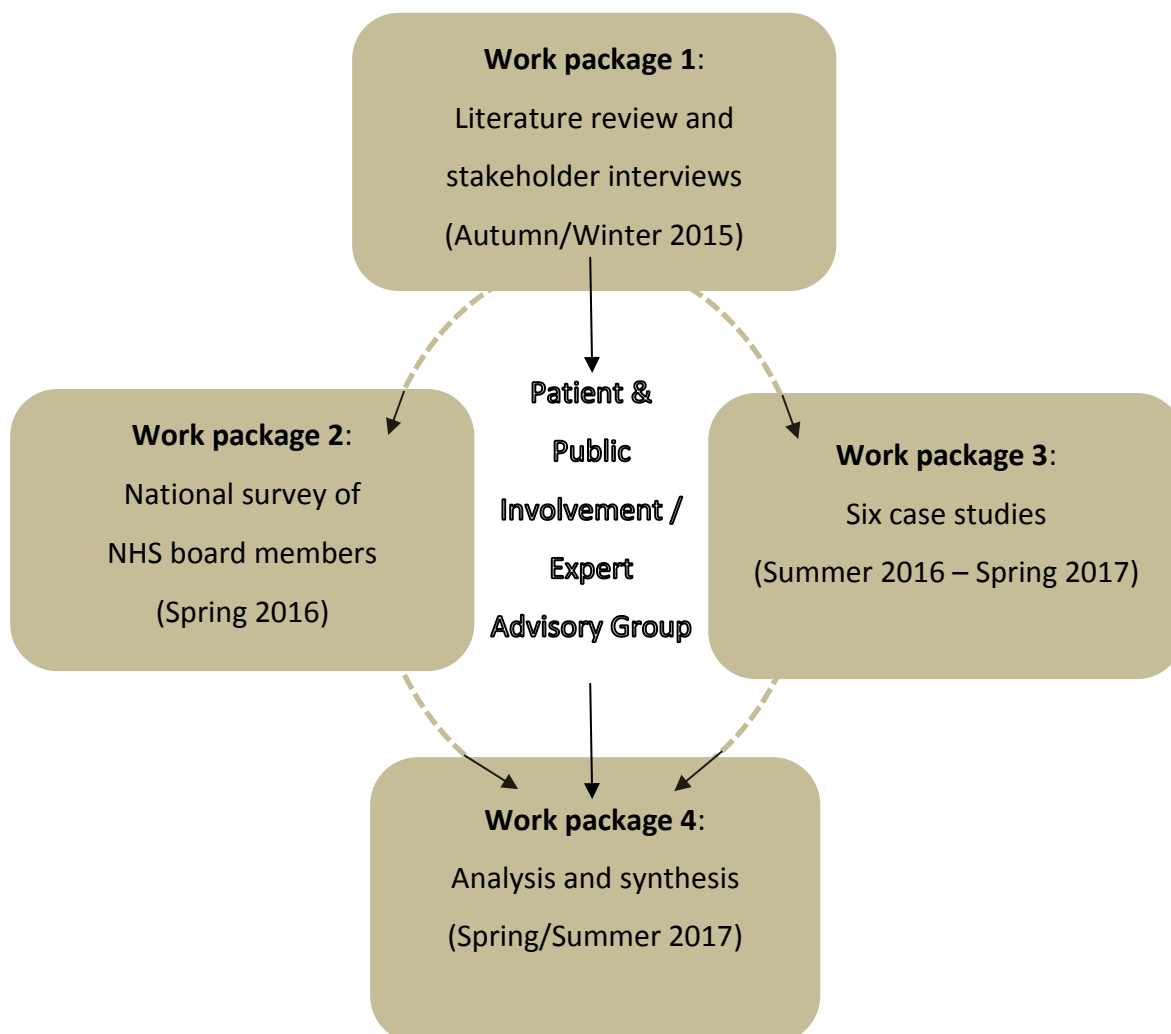 Work package 1:
Literature review and
stakeholder interviews
(Autumn/Winter 2015)
Patient &
Public
Involvement /
Expert
Advisory Group
Work package 2:
National survey of
NHS board members
(Spring 2016)
Work package 3:
Six case studies
(Summer 2016 – Spring 2017)
Work package 4:
Analysis and synthesis
(Spring/Summer 2017)